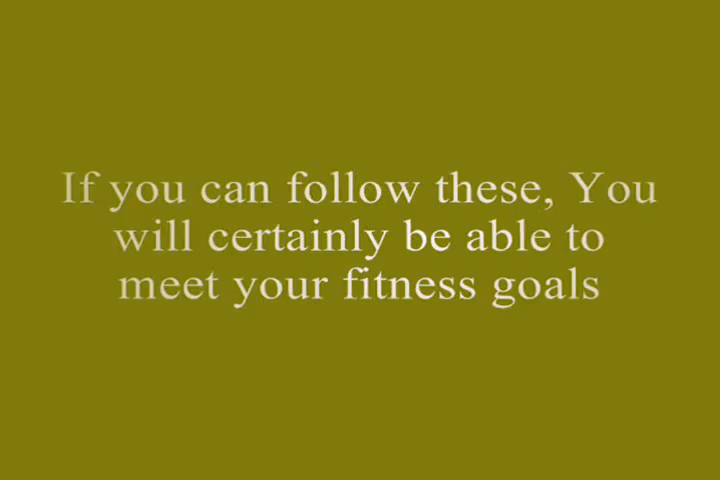 If you can follow these, You
will certainly be able to
meet your fitness goals